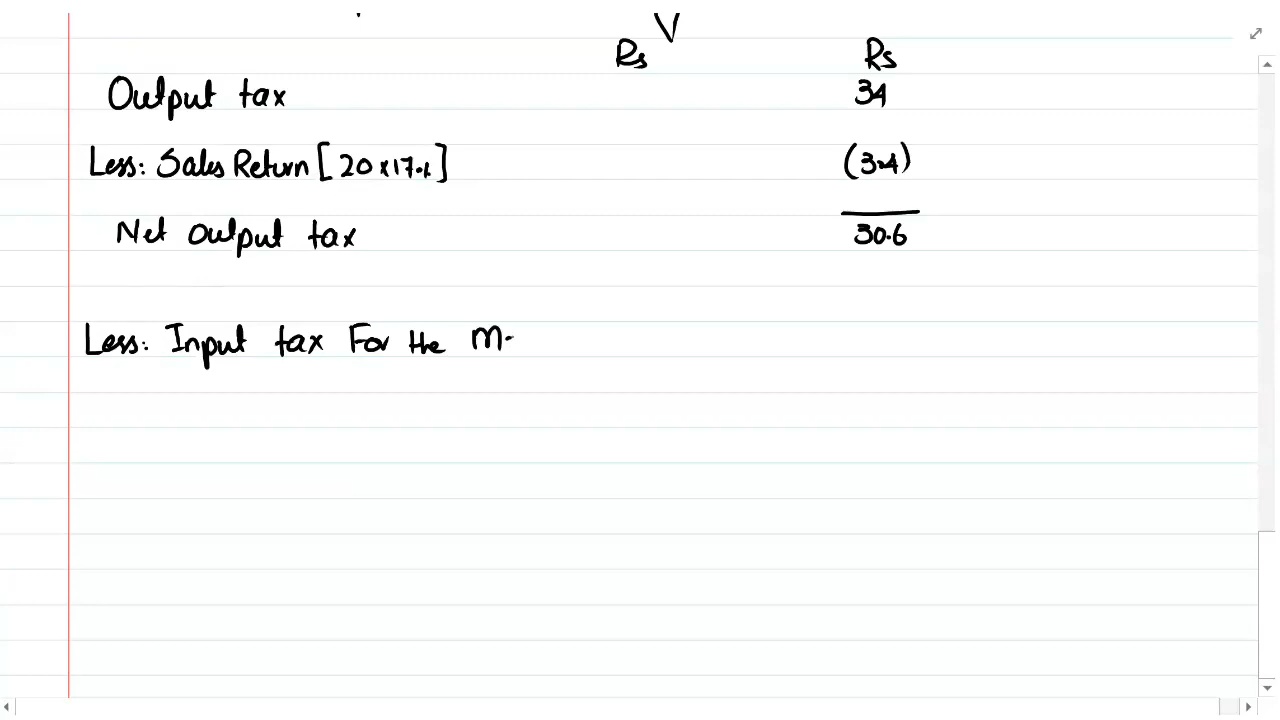 Rs Rs
Output tax 34
Less: Sales Return [20 x 17%] (3.4)
Net Output tax 30.6
Less: Input tax For the M